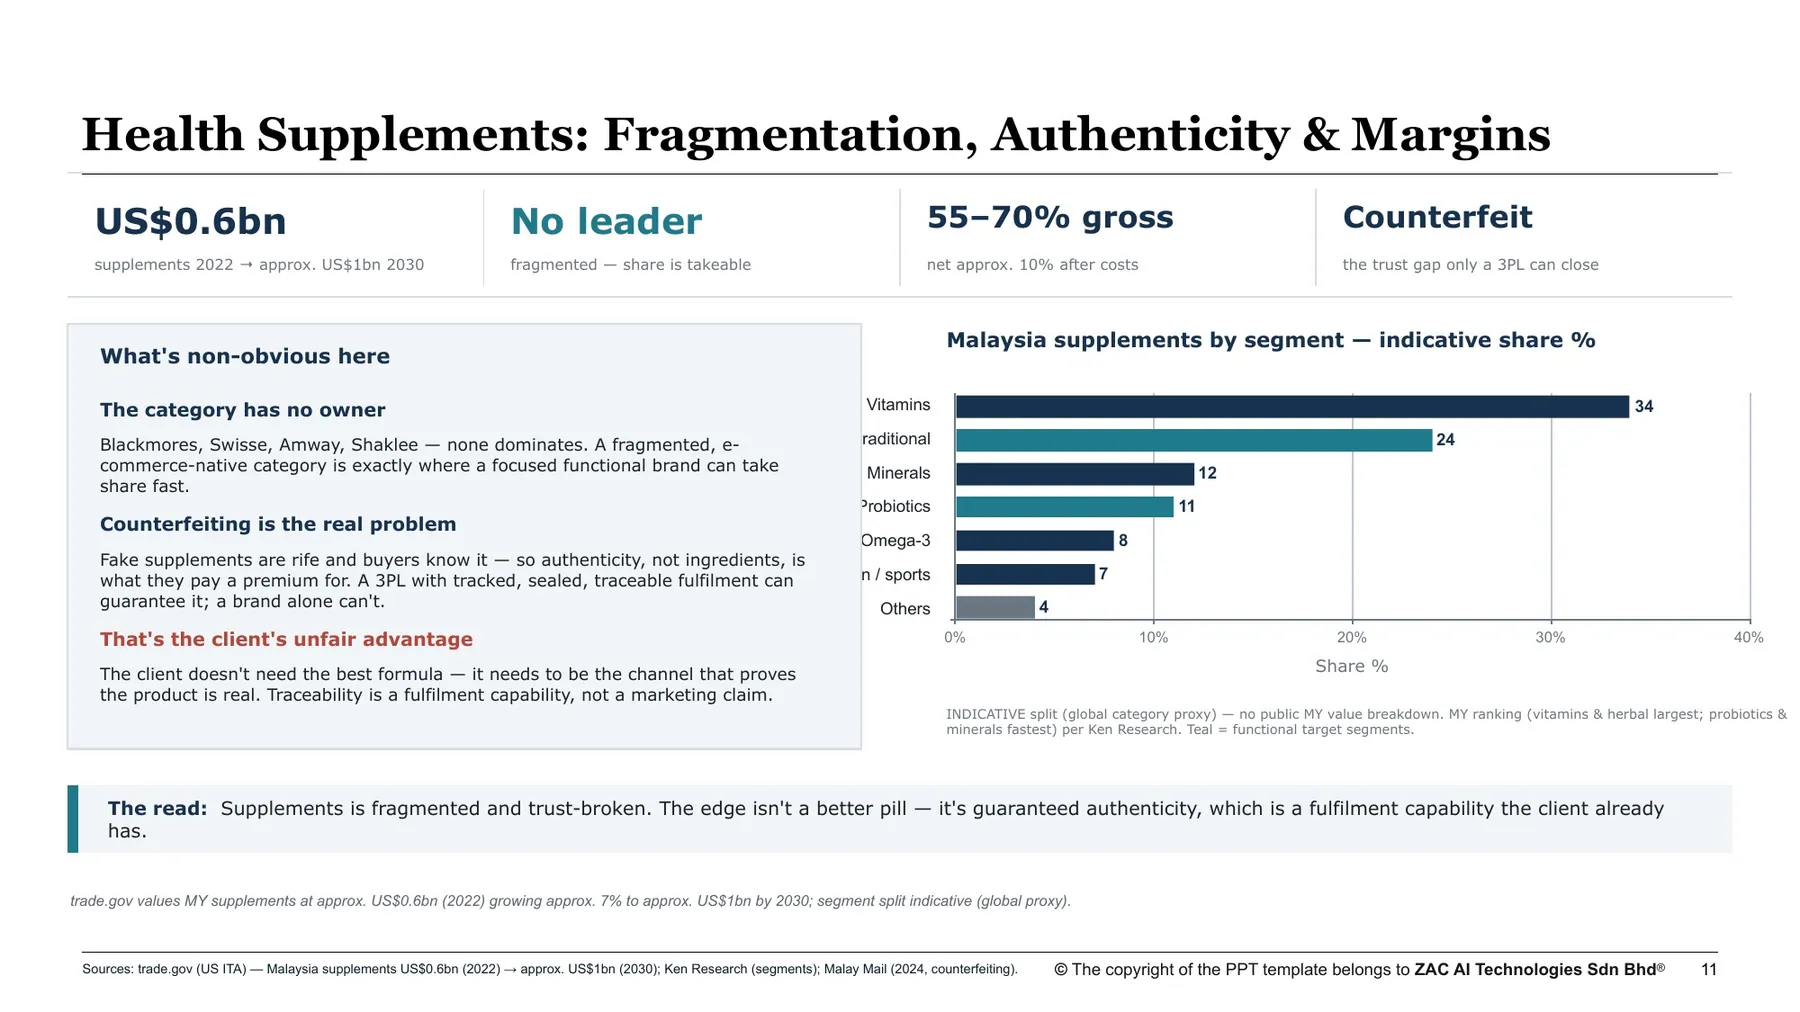 Health Supplements: Fragmentation, Authenticity & Margins
US$0.6bn
supplements 2022 → approx. US$1bn 2030
No leader
fragmented — share is takeable
55–70% gross
net approx. 10% after costs
Counterfeit
the trust gap only a 3PL can close
What's non-obvious here
The category has no owner
Blackmores, Swisse, Amway, Shaklee — none dominates. A fragmented, e-
commerce-native category is exactly where a focused functional brand can take
share fast.
Counterfeiting is the real problem
Fake supplements are rife and buyers know it — so authenticity, not ingredients, is
what they pay a premium for. A 3PL with tracked, sealed, traceable fulfilment can
guarantee it; a brand alone can't.
That's the client's unfair advantage
The client doesn't need the best formula — it needs to be the channel that proves
the product is real. Traceability is a fulfilment capability, not a marketing claim.
Malaysia supplements by segment — indicative share %
Vitamins 34
raditional 24
Minerals 12
Probiotics 11
Omega-3 8
n / sports 7
Others 4
0% 10% 20% 30% 40%
Share %
INDICATIVE split (global category proxy) — no public MY value breakdown. MY ranking (vitamins & herbal largest; probiotics &
minerals fastest) per Ken Research. Teal = functional target segments.
The read: Supplements is fragmented and trust-broken. The edge isn't a better pill — it's guaranteed authenticity, which is a fulfilment capability the client already
has.
trade.gov values MY supplements at approx. US$0.6bn (2022) growing approx. 7% to approx. US$1bn by 2030; segment split indicative (global proxy).
Sources: trade.gov (US ITA) — Malaysia supplements US$0.6bn (2022) → approx. US$1bn (2030); Ken Research (segments); Malay Mail (2024, counterfeiting).
© The copyright of the PPT template belongs to ZAC AI Technologies Sdn Bhd®
11